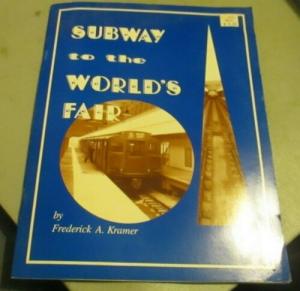 SUBWAY
to the
WORLD'S
FAIR
by
Frederick A. Kramer